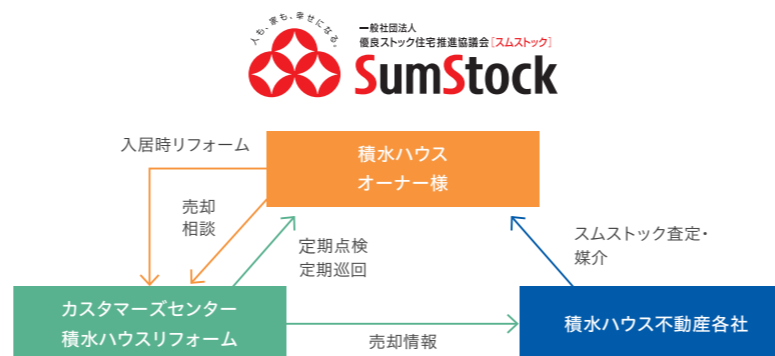 人も、家も、幸せになる。
一般社団法人
優良ストック住宅推進協議会［スムストック］
SumStock
入居時リフォーム
積水ハウス
オーナー様
売却
相談
定期点検
定期巡回
スムストック査定・
媒介
カスタマーズセンター
積水ハウスリフォーム
売却情報
積水ハウス不動産各社